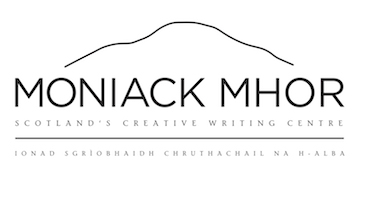 MONIACK MHOR
SCOTLAND'S CREATIVE WRITING CENTRE
IONAD SGRÌOBHAIDH CHRUTHACHAIL NA H-ALBA